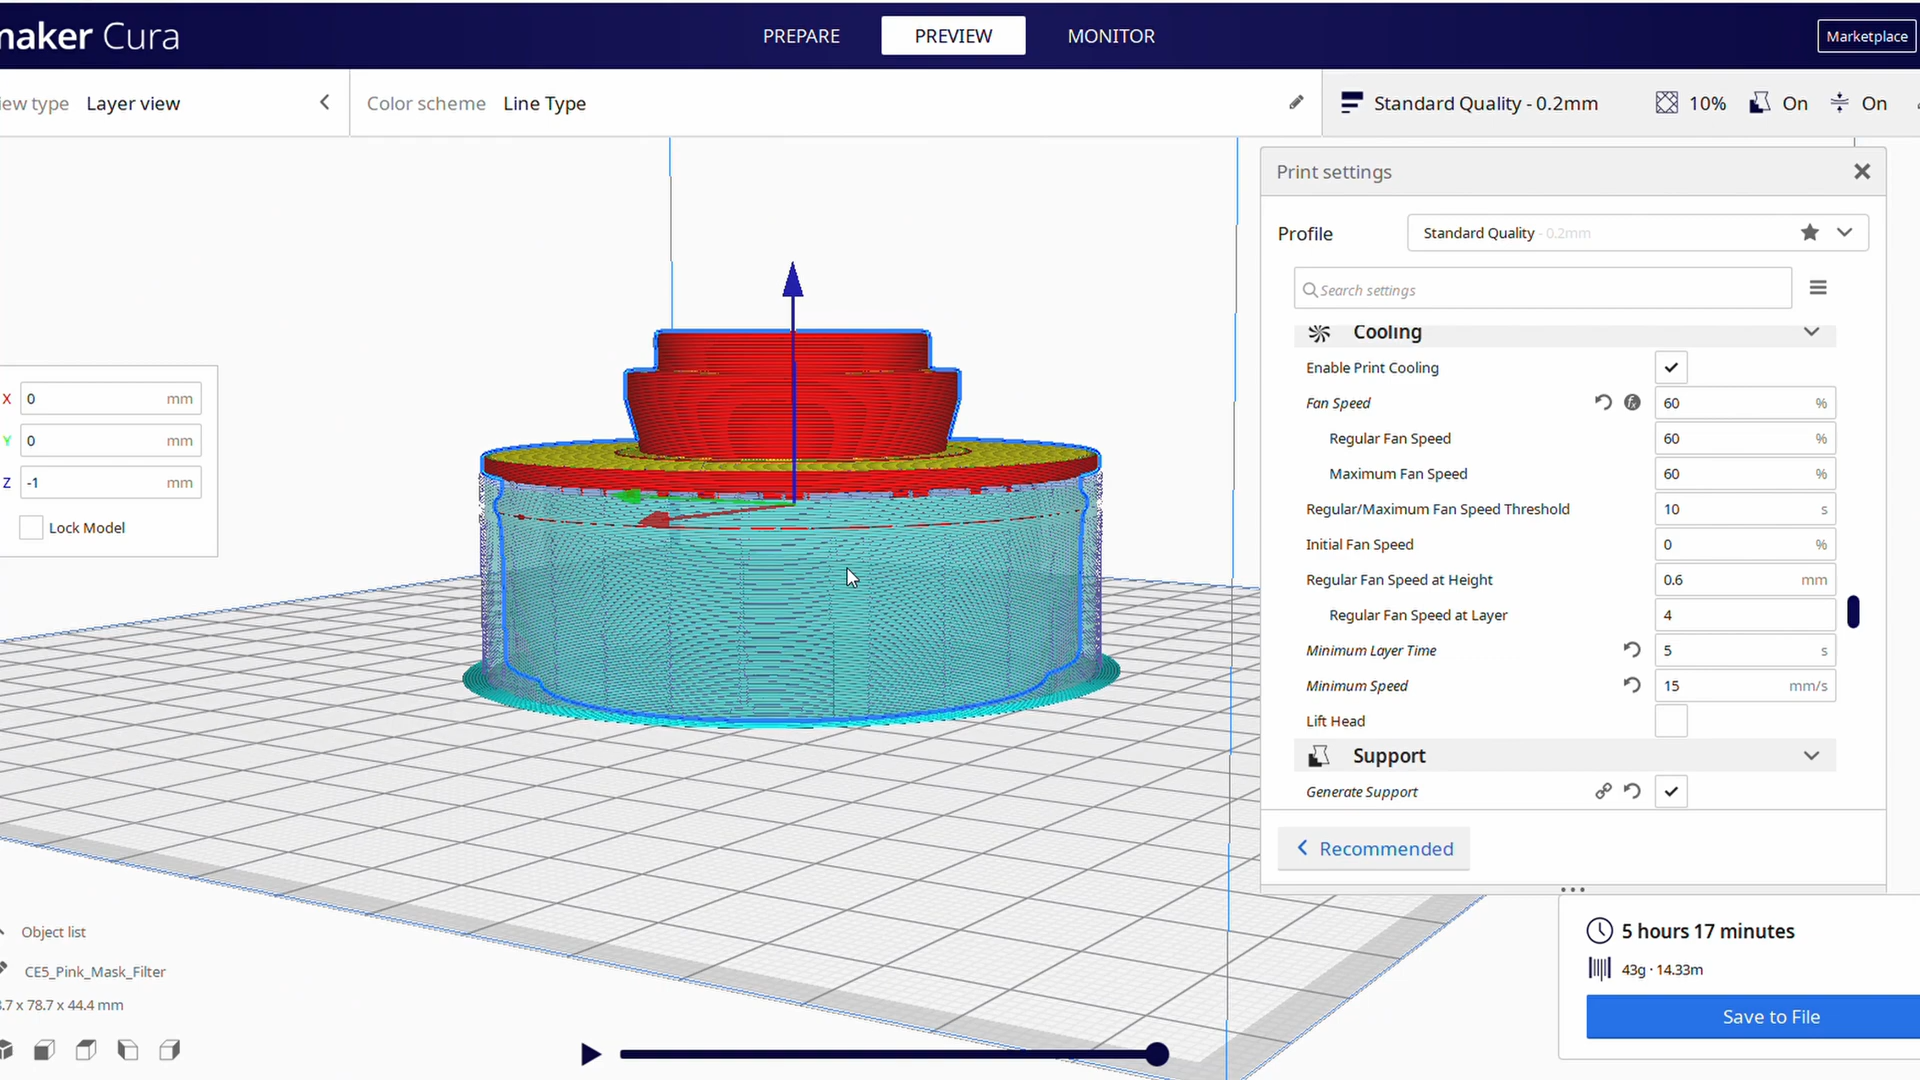 maker Cura
PREPARE
PREVIEW
MONITOR
Marketplace
iew type Layer view
Color scheme Line Type
Standard Quality - 0.2mm
10%
On
On
Print settings
Profile
Standard Quality - 0.2mm
Search settings
Cooling
Enable Print Cooling
Fan Speed 60 %
Regular Fan Speed 60 %
Maximum Fan Speed 60 %
Regular/Maximum Fan Speed Threshold 10 s
Initial Fan Speed 0 %
Regular Fan Speed at Height 0.6 mm
Regular Fan Speed at Layer 4
Minimum Layer Time 5 s
Minimum Speed 15 mm/s
Lift Head
Support
Generate Support
Recommended
X 0 mm
Y 0 mm
Z -1 mm
Lock Model
Object list
CE5_Pink_Mask_Filter
8.7 x 78.7 x 44.4 mm
5 hours 17 minutes
43g · 14.33m
Save to File